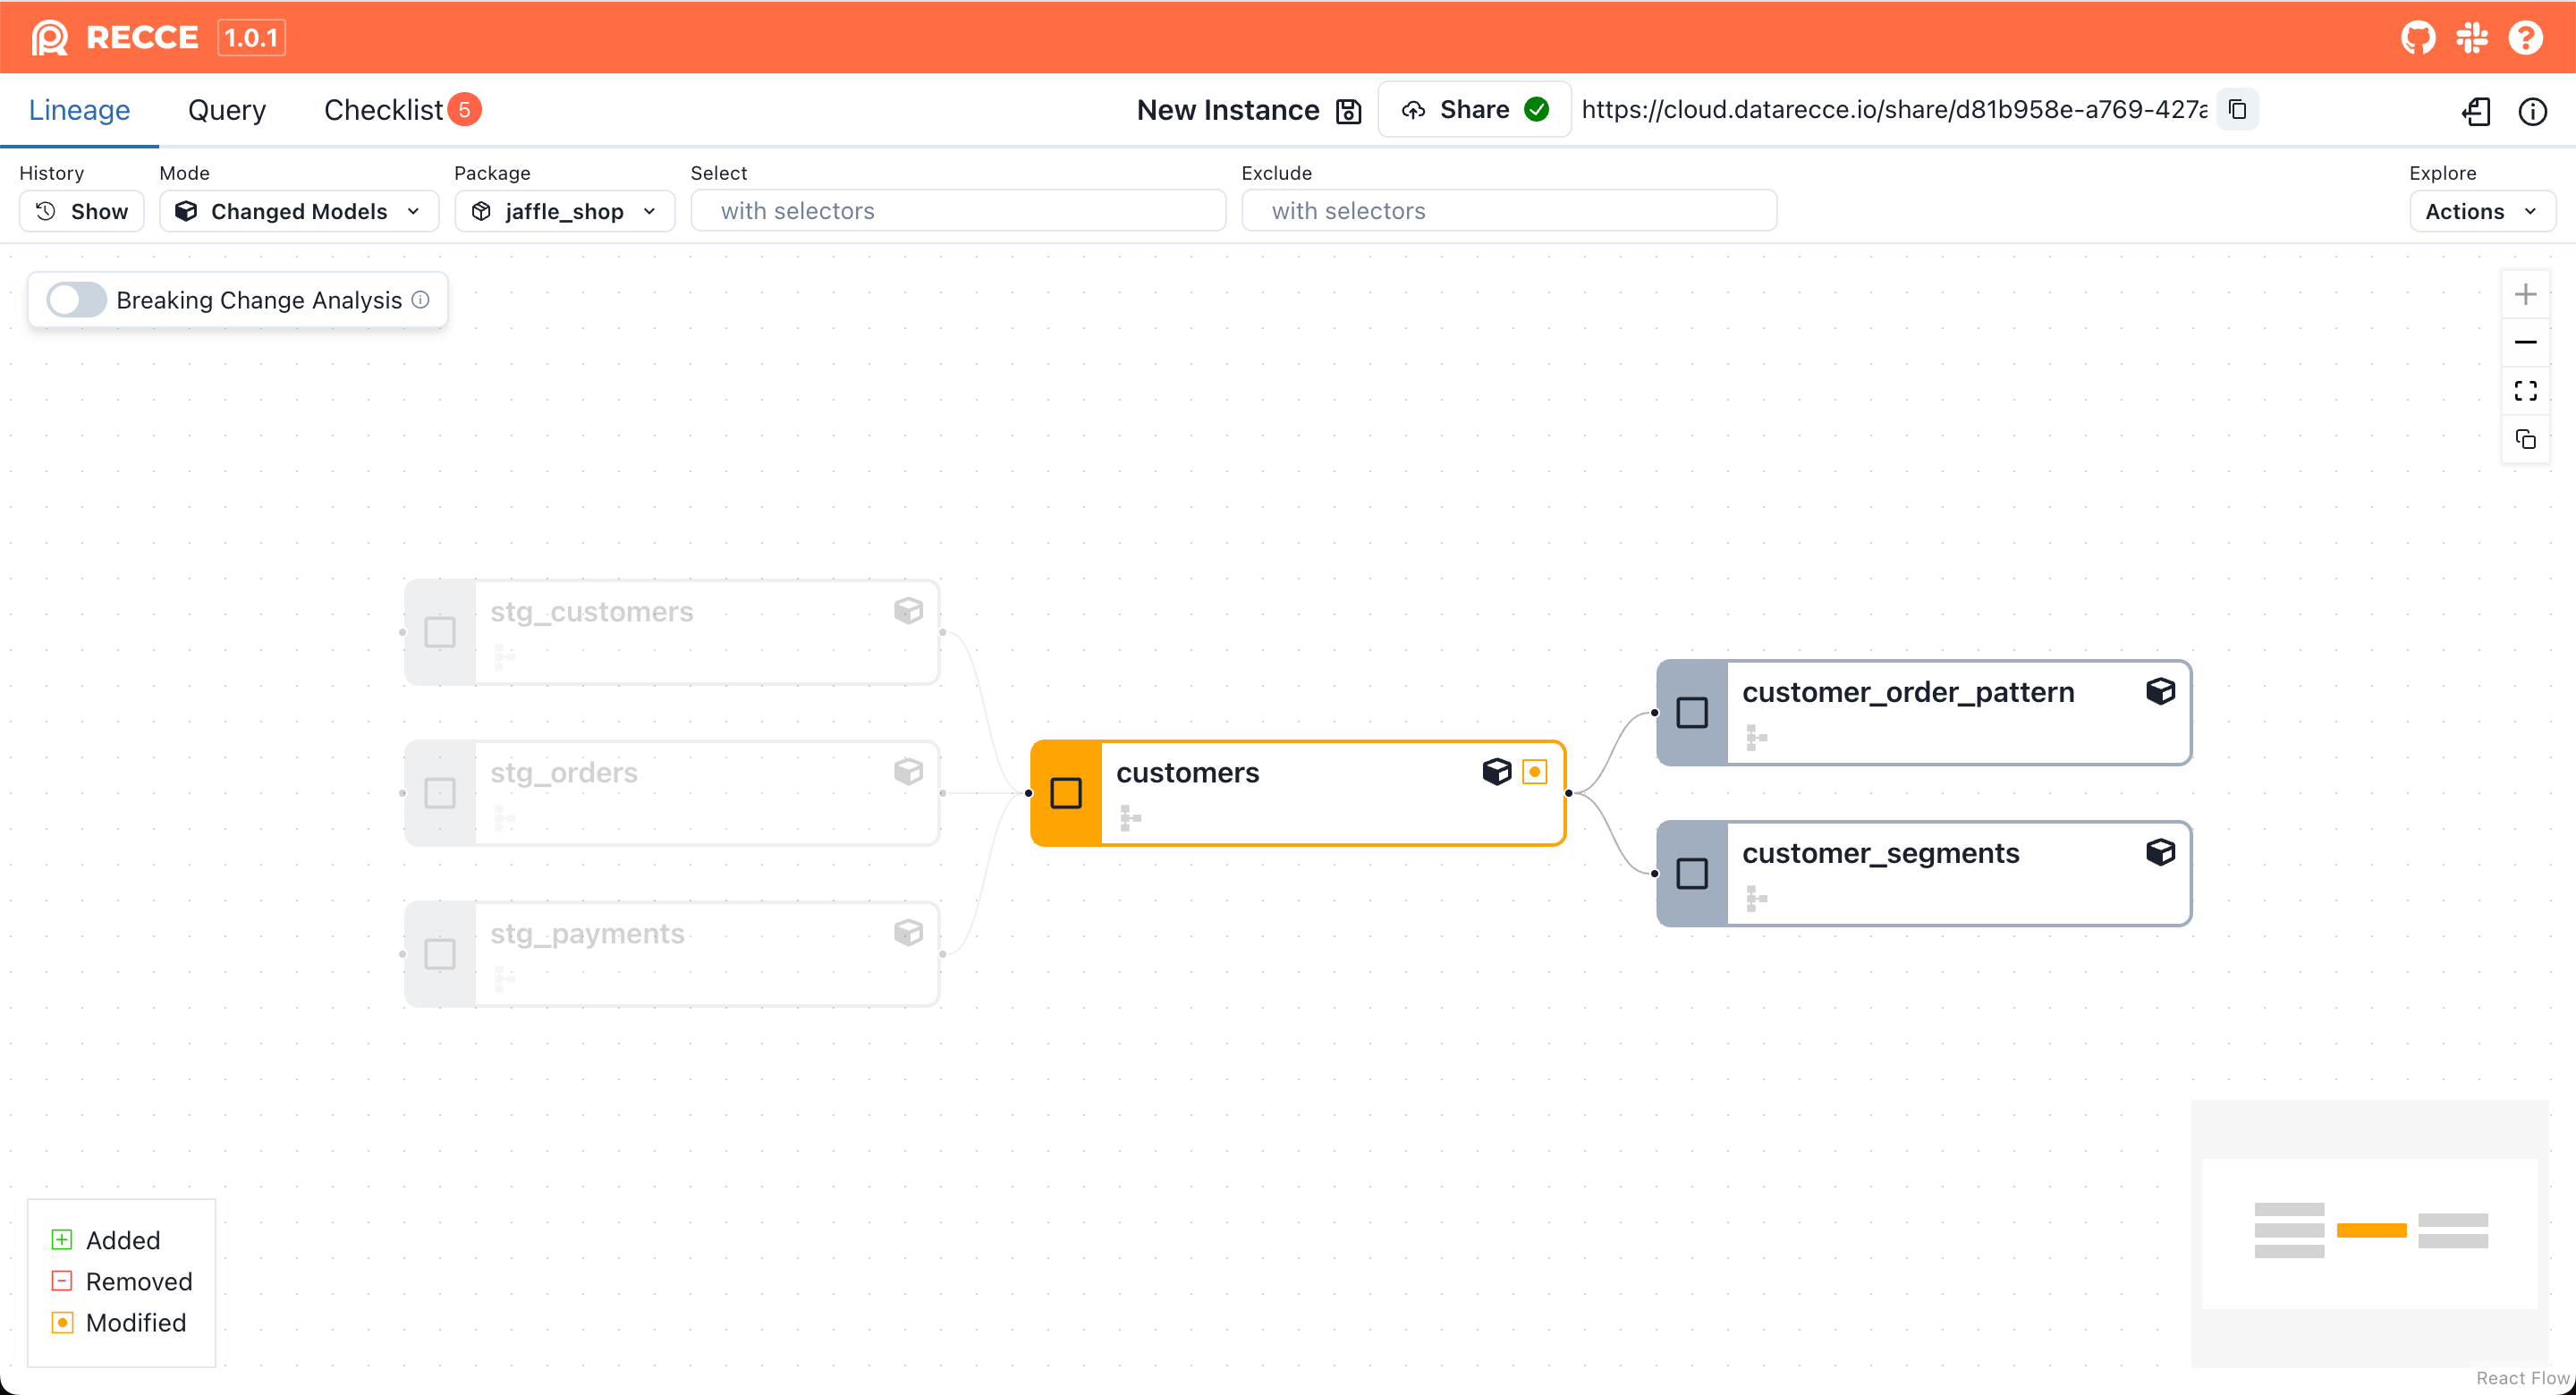 RECCE 1.0.1
Lineage Query Checklist 5 New Instance Share https://cloud.datarecce.io/share/d81b958e-a769-427a
History Mode Package Select Exclude Explore
Show Changed Models jaffle_shop with selectors with selectors Actions
Breaking Change Analysis
stg_customers
customer_order_pattern
stg_orders
customers
customer_segments
stg_payments
Added
Removed
Modified
React Flow